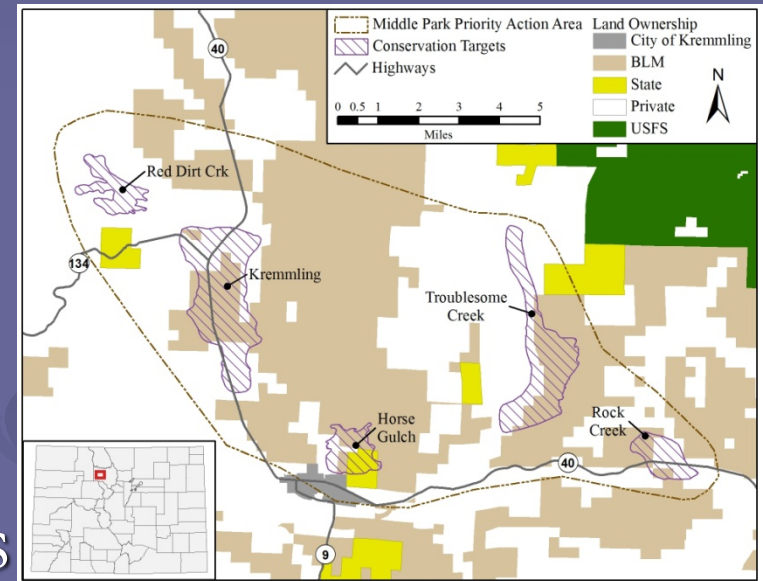 Middle Park Priority Action Area
Conservation Targets
Highways
0 0.5 1 2 3 4 5
Miles
Land Ownership
City of Kremmling
BLM
State
Private
USFS
N
40
Red Dirt Crk
134
Kremmling
Troublesome
Creek
Horse
Gulch
Rock
Creek
40
9
S